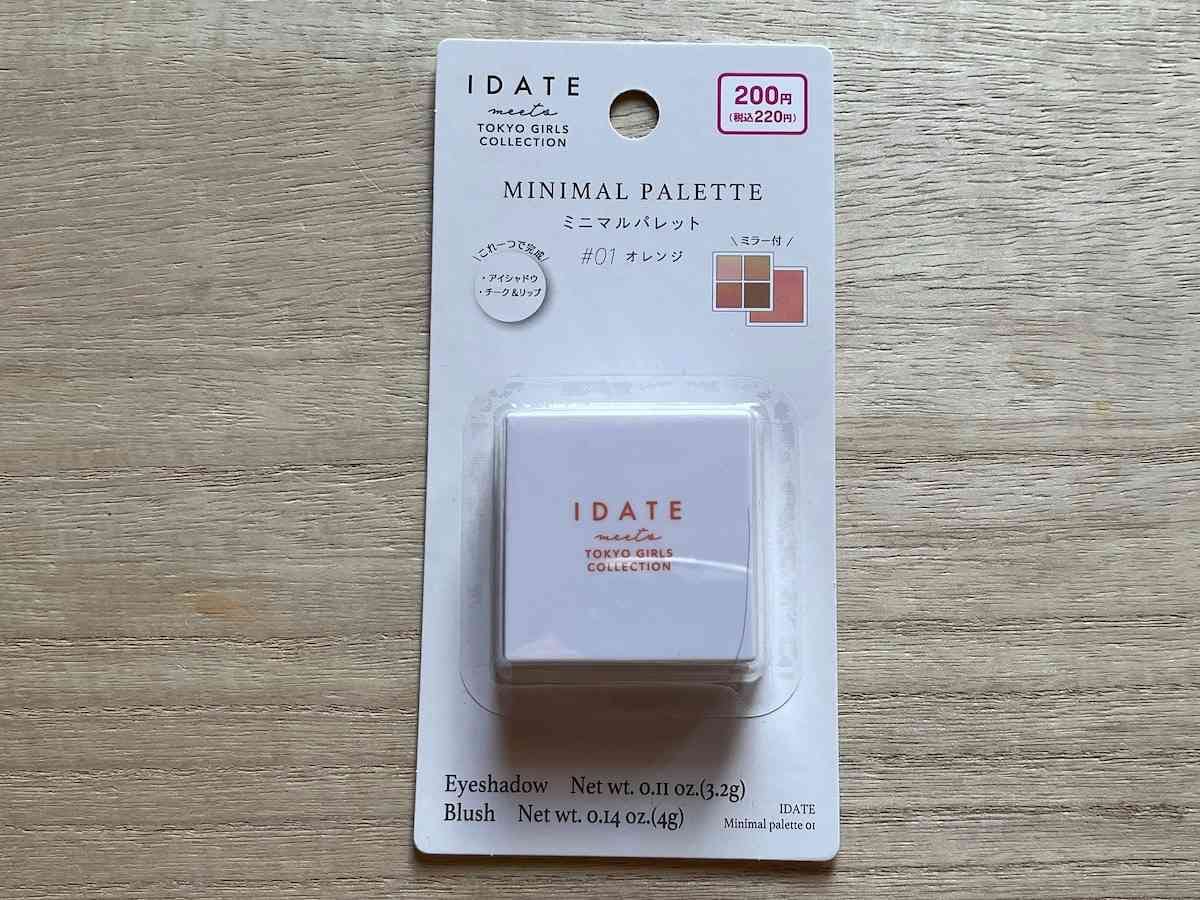 IDATE
meets
TOKYO GIRLS
COLLECTION
200円
(税込220円)
MINIMAL PALETTE
ミニマルパレット
#01 オレンジ
\これ一つで完成/
・アイシャドウ
・チーク&リップ
\ミラー付/
IDATE
meets
TOKYO GIRLS
COLLECTION
Eyeshadow Net wt. 0.11 oz.(3.2g)
Blush Net wt. 0.14 oz.(4g)
IDATE
Minimal palette 01